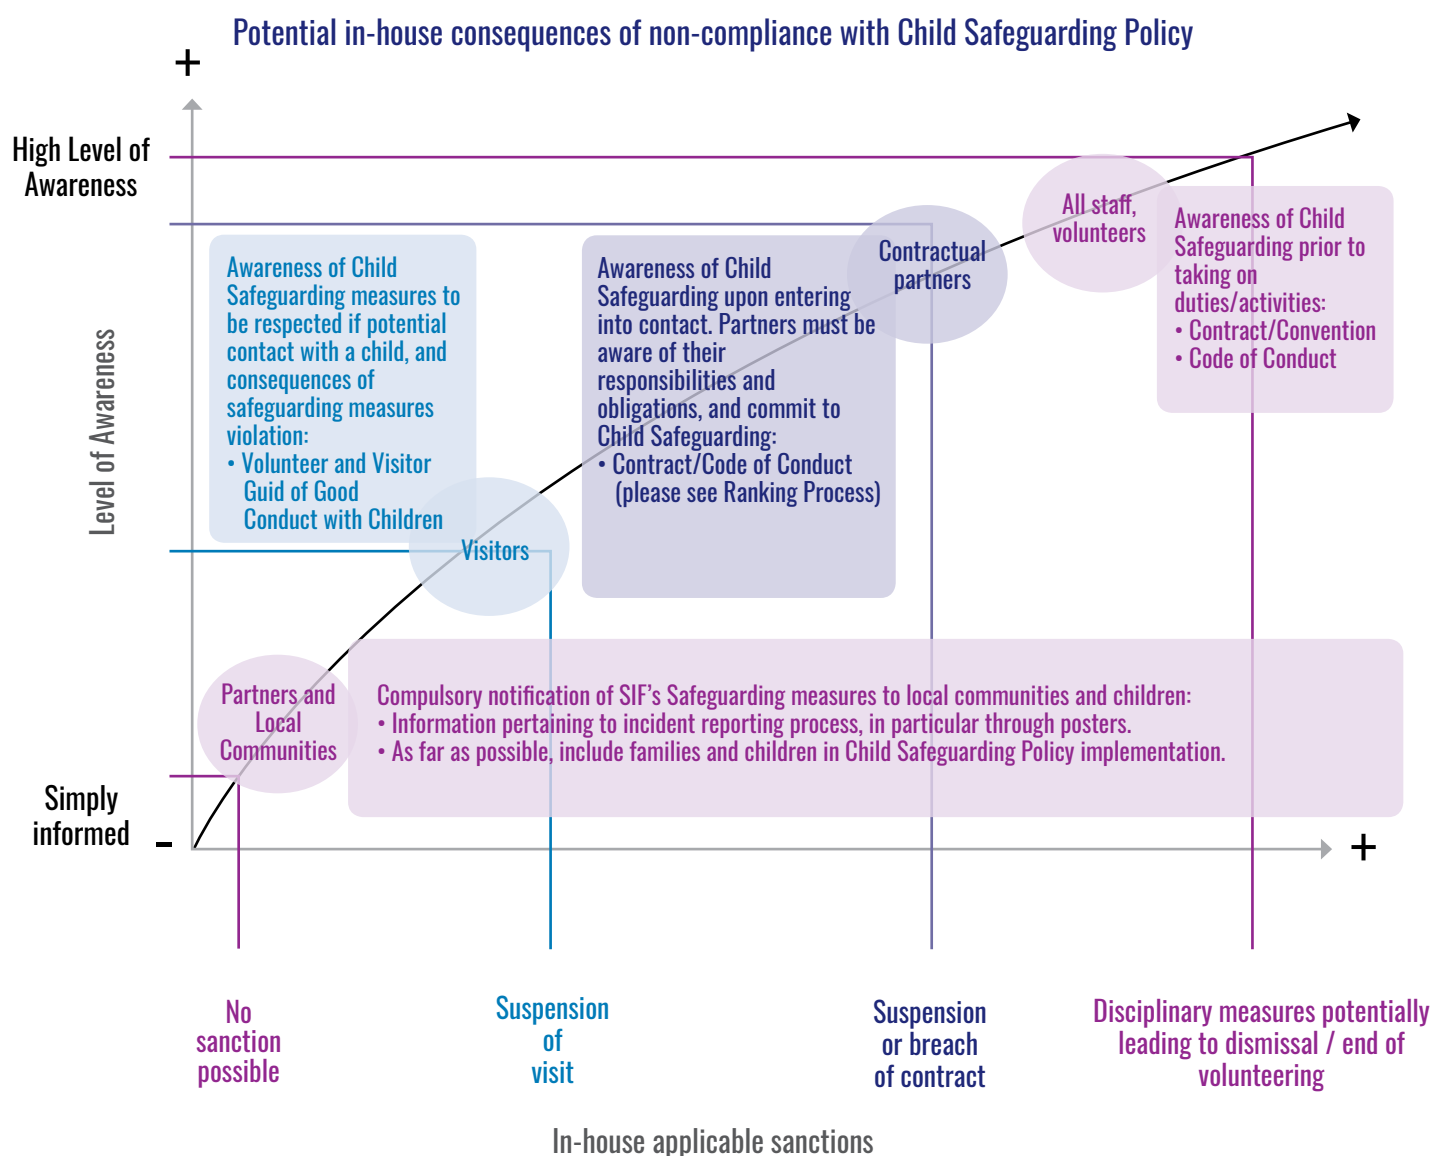 Potential in-house consequences of non-compliance with Child Safeguarding Policy
+
High Level of
Awareness
Level of Awareness
Simply
informed
-
+
Awareness of Child
Safeguarding measures to
be respected if potential
contact with a child, and
consequences of
safeguarding measures
violation:
• Volunteer and Visitor
Guid of Good
Conduct with Children
Visitors
Awareness of Child
Safeguarding upon entering
into contact. Partners must be
aware of their
responsibilities and
obligations, and commit to
Child Safeguarding:
• Contract/Code of Conduct
(please see Ranking Process)
Contractual
partners
All staff,
volunteers
Awareness of Child
Safeguarding prior to
taking on
duties/activities:
• Contract/Convention
• Code of Conduct
Partners and
Local
Communities
Compulsory notification of SIF's Safeguarding measures to local communities and children:
• Information pertaining to incident reporting process, in particular through posters.
• As far as possible, include families and children in Child Safeguarding Policy implementation.
No
sanction
possible
Suspension
of
visit
Suspension
or breach
of contract
Disciplinary measures potentially
leading to dismissal / end of
volunteering
In-house applicable sanctions